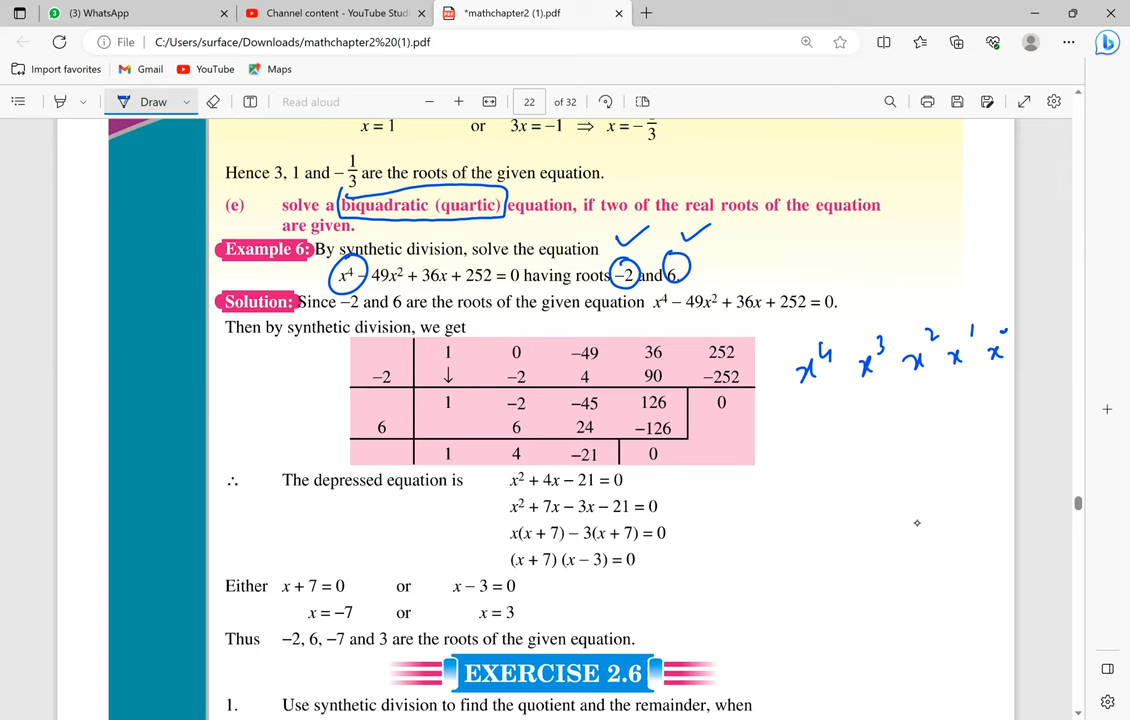 (3) WhatsApp
Channel content - YouTube Studi
*mathchapter2 (1).pdf
File C:/Users/surface/Downloads/mathchapter2%20(1).pdf
Import favorites Gmail YouTube Maps
Draw Read aloud 22 of 32
x = 1 or 3x = −1 ⇒ x = − /3
Hence 3, 1 and −1/3 are the roots of the given equation.
(e) solve a biquadratic (quartic) equation, if two of the real roots of the equation
are given.
Example 6: By synthetic division, solve the equation
x⁴ − 49x² + 36x + 252 = 0 having roots −2 and 6.
Solution: Since −2 and 6 are the roots of the given equation x⁴ − 49x² + 36x + 252 = 0.
Then by synthetic division, we get
x⁴ x³ x² x¹ x°
1 0 −49 36 252
−2 ↓ −2 4 90 −252
1 −2 −45 126 0
6 6 24 −126
1 4 −21 0
∴ The depressed equation is x² + 4x − 21 = 0
x² + 7x − 3x − 21 = 0
x(x + 7) − 3(x + 7) = 0
(x + 7) (x − 3) = 0
Either x + 7 = 0 or x − 3 = 0
x = −7 or x = 3
Thus −2, 6, −7 and 3 are the roots of the given equation.
EXERCISE 2.6
1. Use synthetic division to find the quotient and the remainder, when